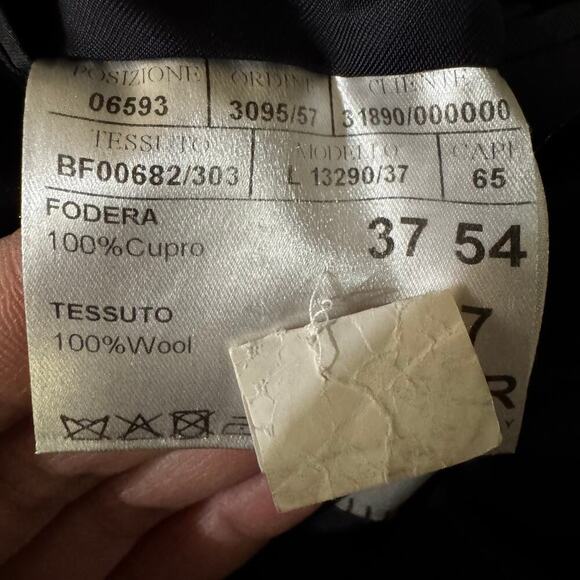 POSIZIONE ORDINE CLIENTE
06593 3095/57 31890/000000
TESSUTO MODELLO CAPI
BF00682/303 L 13290/37 65
FODERA 37 54
100%Cupro
TESSUTO 7
100%Wool
R
Y